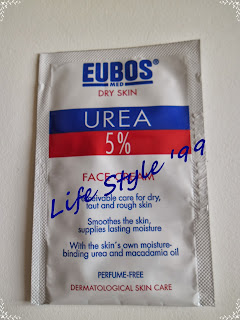 EUBOS®
MED
DRY SKIN
UREA
5%
FACE CREAM
Life Style '99
care for dry,
taut and rough skin
Smoothes the skin,
supplies lasting moisture
With the skin's own moisture-
binding urea and macadamia oil
PERFUME-FREE
DERMATOLOGICAL SKIN CARE